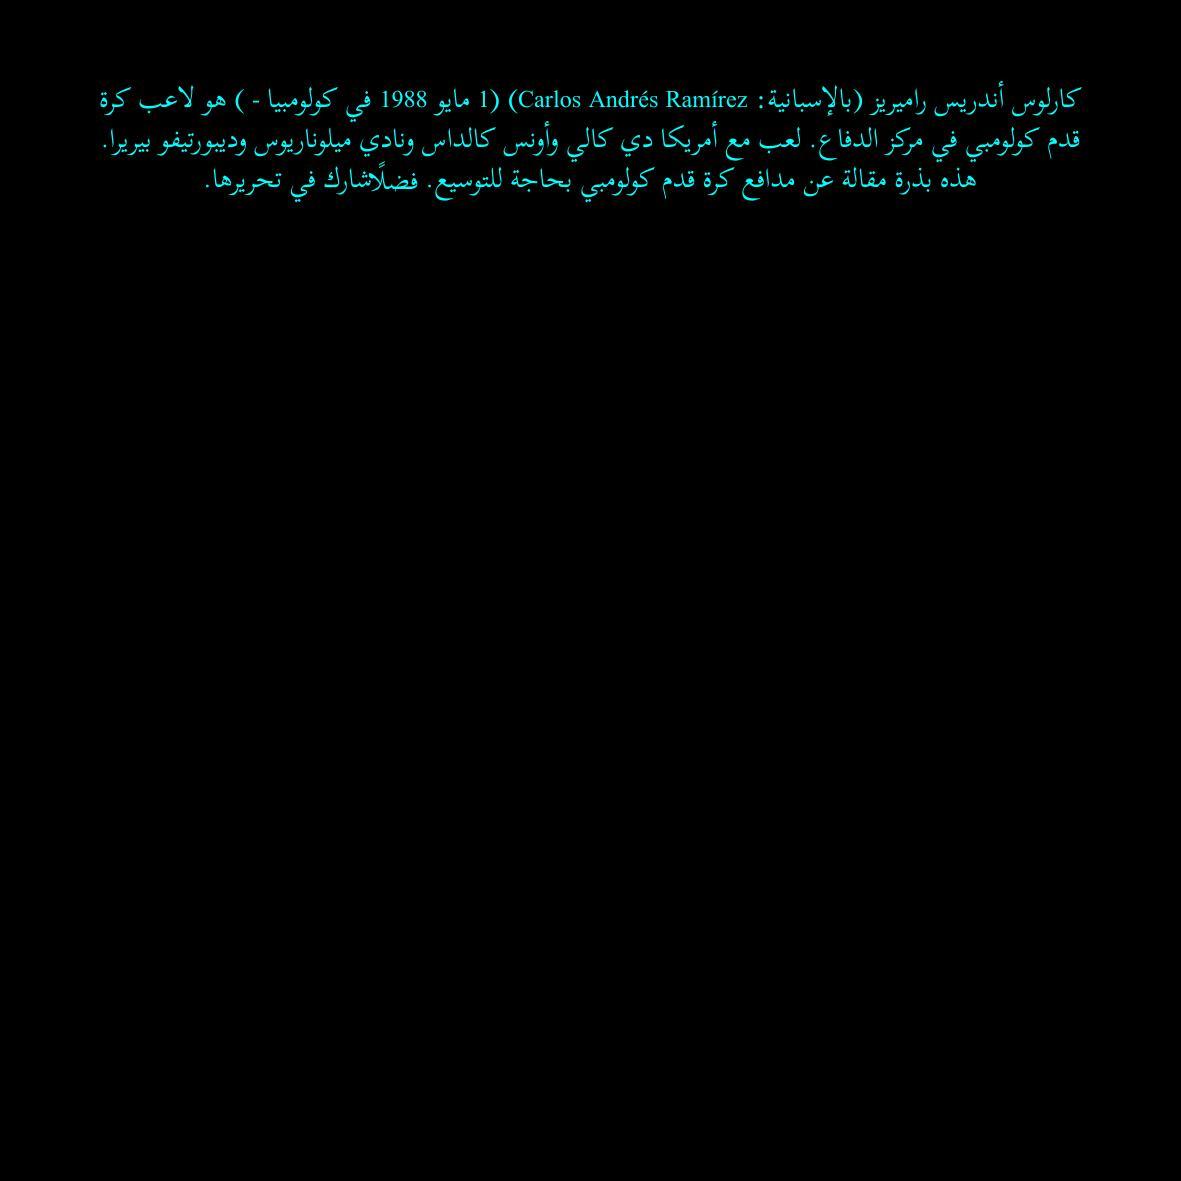 كارلوس أندريس راميريز (بالإسبانية: Carlos Andrés Ramírez) (1 مايو 1988 في كولومبيا - ) هو لاعب كرة
قدم كولومبي في مركز الدفاع. لعب مع أمريكا دي كالي وأونس كالداس ونادي ميلوناريوس وديبورتيفو بيريرا.
هذه بذرة مقالة عن مدافع كرة قدم كولومبي بحاجة للتوسيع. فضلًاشارك في تحريرها.